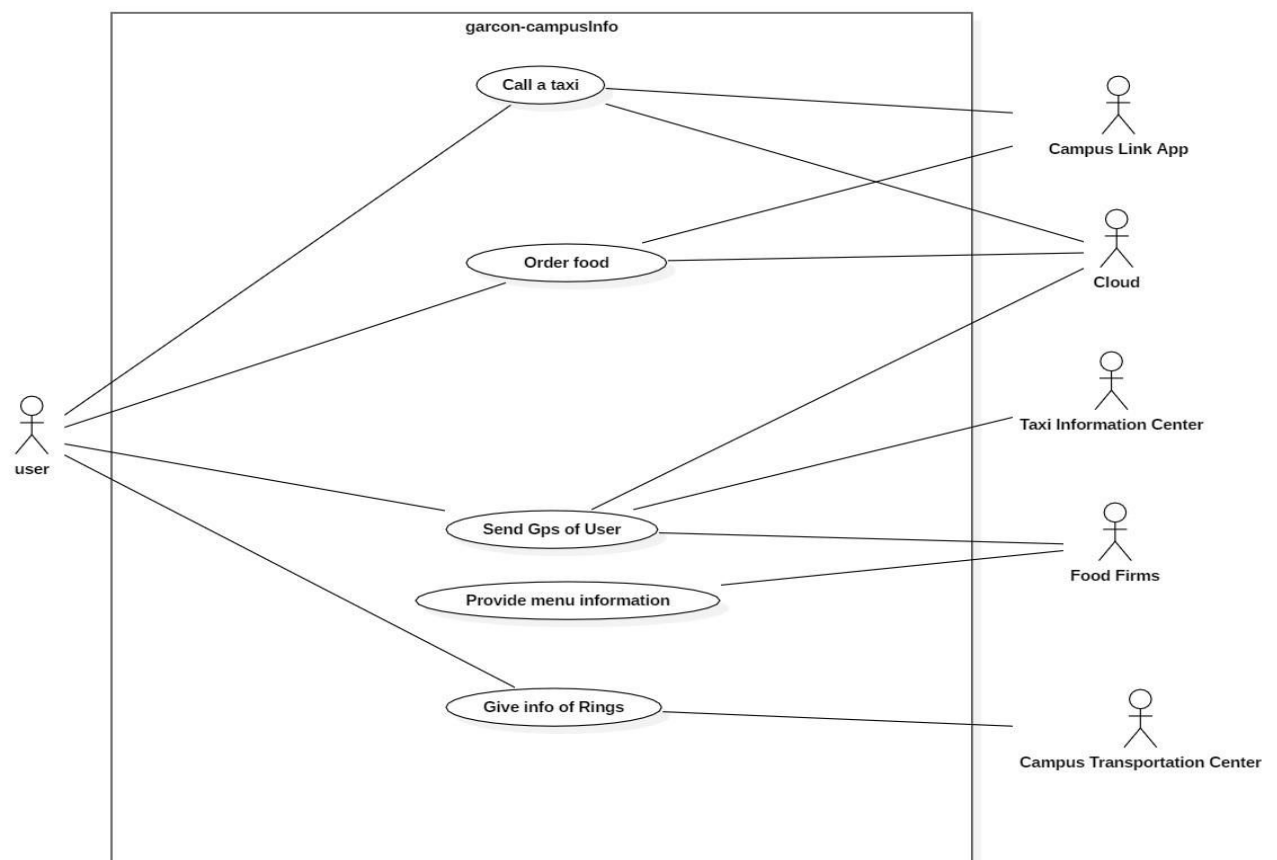 garcon-campusInfo
Call a taxi
Campus Link App
Order food
Cloud
Taxi Information Center
user
Send Gps of User
Food Firms
Provide menu information
Give info of Rings
Campus Transportation Center